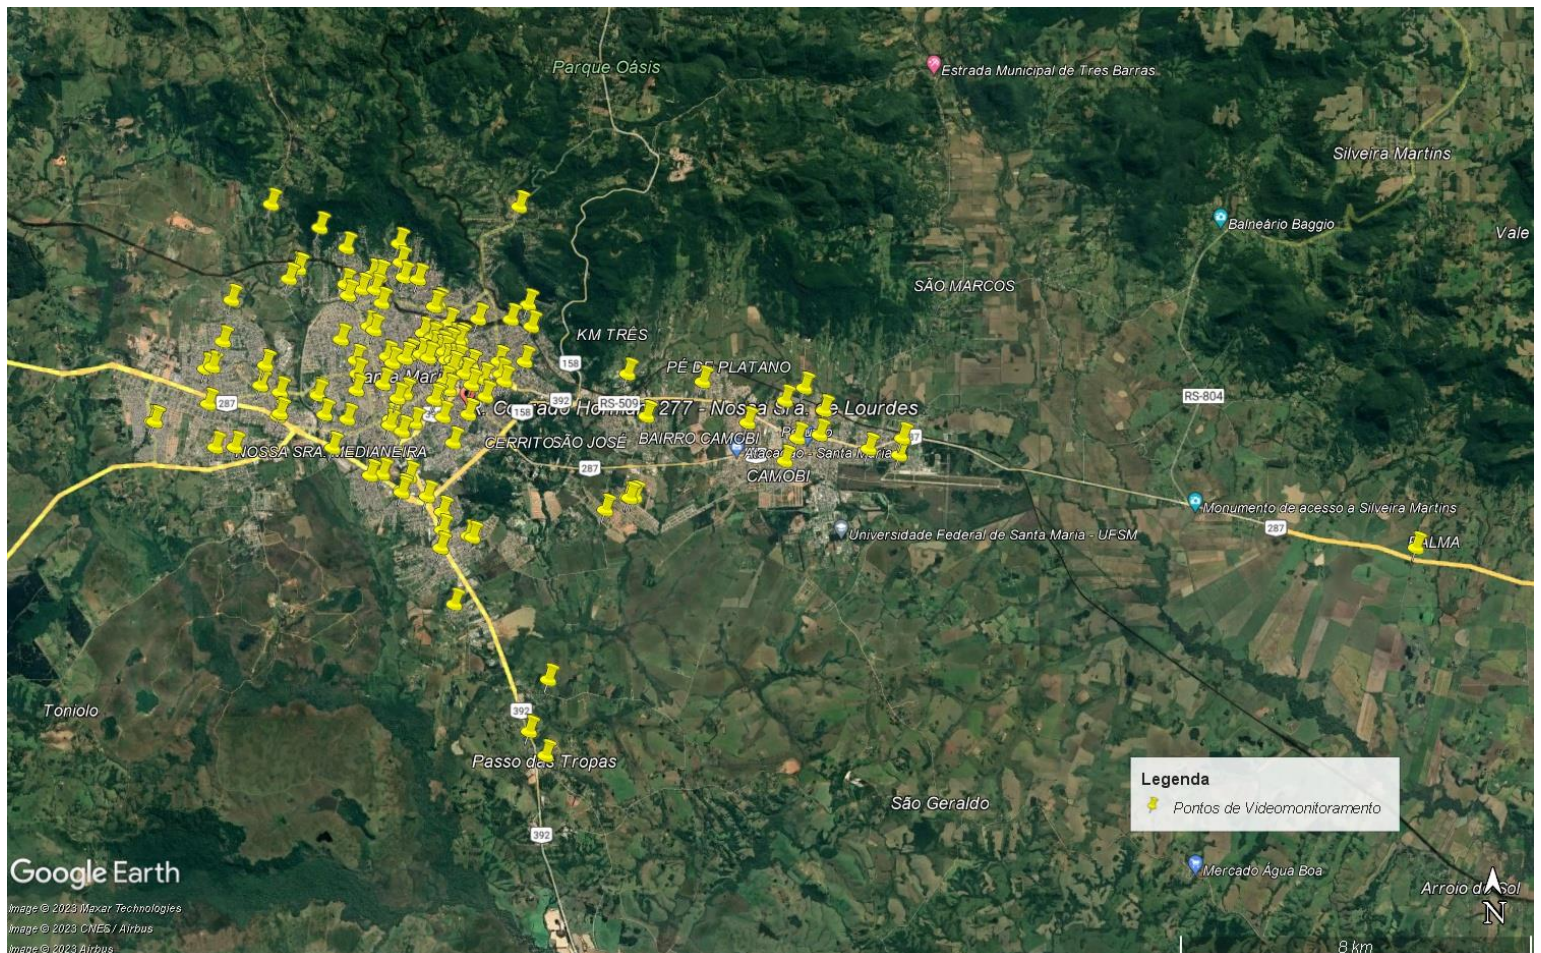 Parque Oásis
Estrada Municipal de Tres Barras
Silveira Martins
Balneário Baggio
Vale
SÃO MARCOS
KM TRÊS
158
PÉ DE PLATANO
287
392
RS-509
RS-804
158
277 - Nossa Sra. de Lourdes
NOSSA SRA. MEDIANEIRA
CERRITO
SÃO JOSÉ
BAIRRO CAMOBI
287
- Santa Maria
CAMOBI
Monumento de acesso a Silveira Martins
287
Universidade Federal de Santa Maria - UFSM
Toniolo
392
Passo das Tropas
São Geraldo
392
Legenda
Pontos de Videomonitoramento
Mercado Água Boa
Google Earth
Image © 2023 Maxar Technologies
Image © 2023 CNES / Airbus
Image © 2023 Airbus
N
8 km